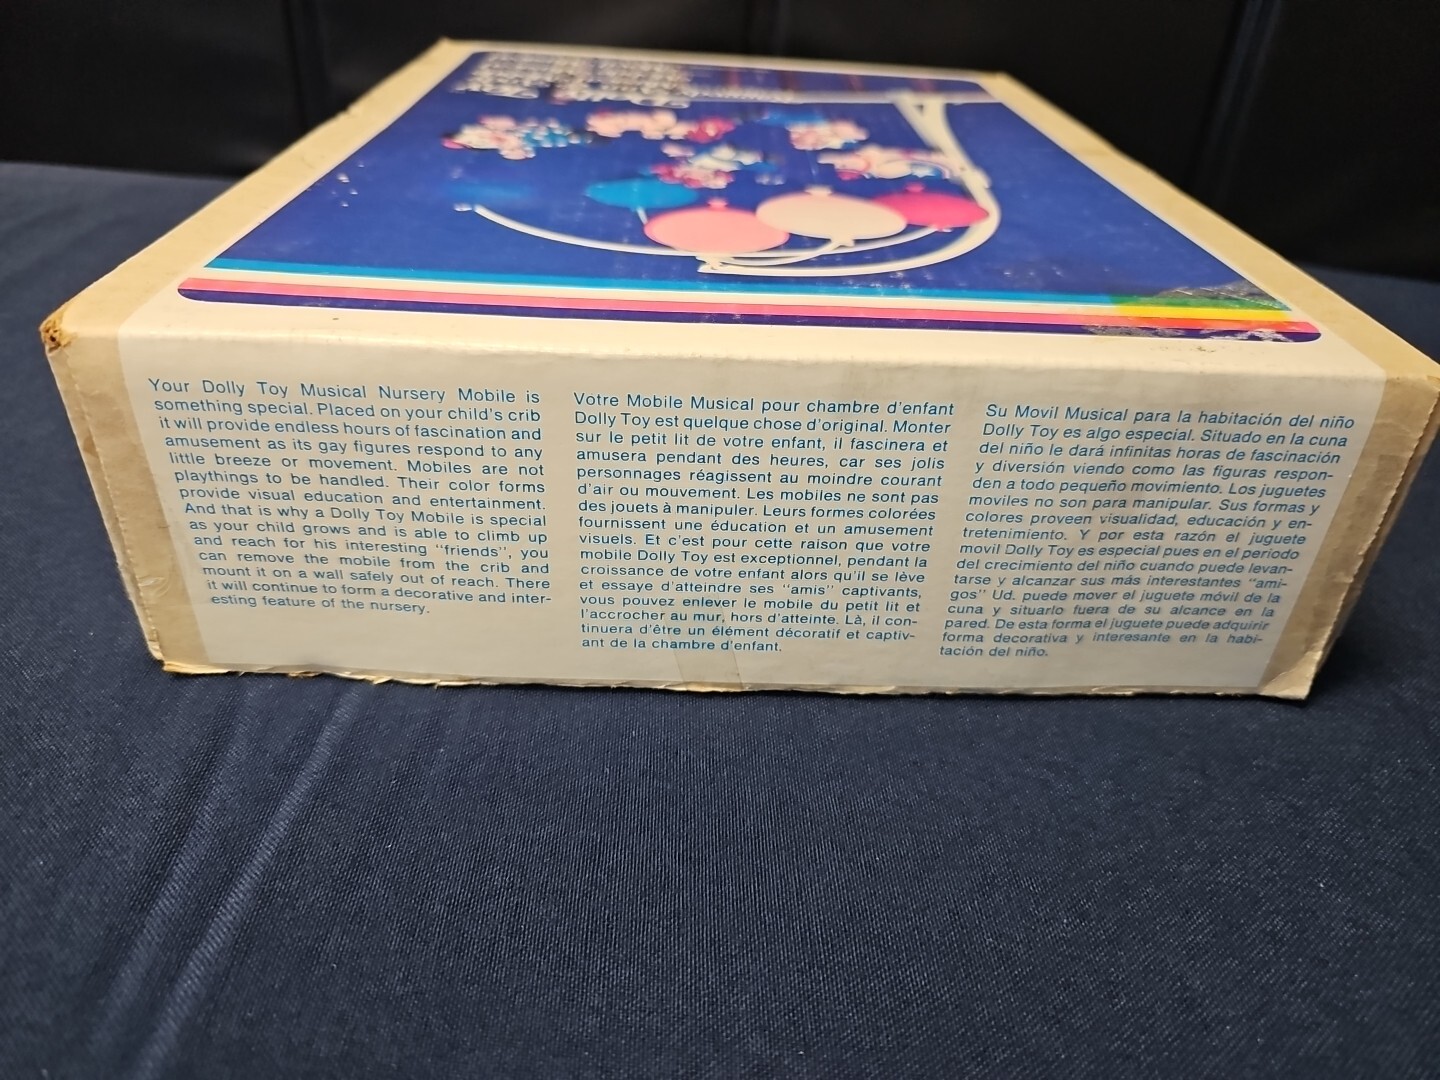 Your Dolly Toy Musical Nursery Mobile is
something special. Placed on your child's crib
it will provide endless hours of fascination and
amusement as its gay figures respond to any
little breeze or movement. Mobiles are not
playthings to be handled. Their color forms
provide visual education and entertainment.
And that is why a Dolly Toy Mobile is special
as your child grows and is able to climb up
and reach for his interesting "friends", you
can remove the mobile from the crib and
mount it on a wall safely out of reach. There
it will continue to form a decorative and inter-
esting feature of the nursery.
Votre Mobile Musical pour chambre d'enfant
Dolly Toy est quelque chose d'original. Monter
sur le petit lit de votre enfant, il fascinera et
amusera pendant des heures, car ses jolis
personnages réagissent au moindre courant
d'air ou mouvement. Les mobiles ne sont pas
des jouets à manipuler. Leurs formes colorées
fournissent une éducation et un amusement
visuels. Et c'est pour cette raison que votre
mobile Dolly Toy est exceptionnel, pendant la
croissance de votre enfant alors qu'il se lève
et essaye d'atteindre ses "amis" captivants,
vous pouvez enlever le mobile du petit lit et
l'accrocher au mur, hors d'atteinte. Là, il con-
tinuera d'être un élément décoratif et captiv-
ant de la chambre d'enfant.
Su Movil Musical para la habitación del niño
Dolly Toy es algo especial. Situado en la cuna
del niño le dará infinitas horas de fascinación
y diversión viendo como las figuras respon-
den a todo pequeño movimiento. Los juguetes
moviles no son para manipular. Sus formas y
colores proveen visualidad, educación y en-
tretenimiento. Y por esta razón el juguete
movil Dolly Toy es especial pues en el periodo
del crecimiento del niño cuando puede levan-
tarse y alcanzar sus más interestantes "ami-
gos" Ud. puede mover el juguete móvil de la
cuna y situarlo fuera de su alcance en la
pared. De esta forma el juguete puede adquirir
forma decorativa y interesante en la habi-
tación del niño.